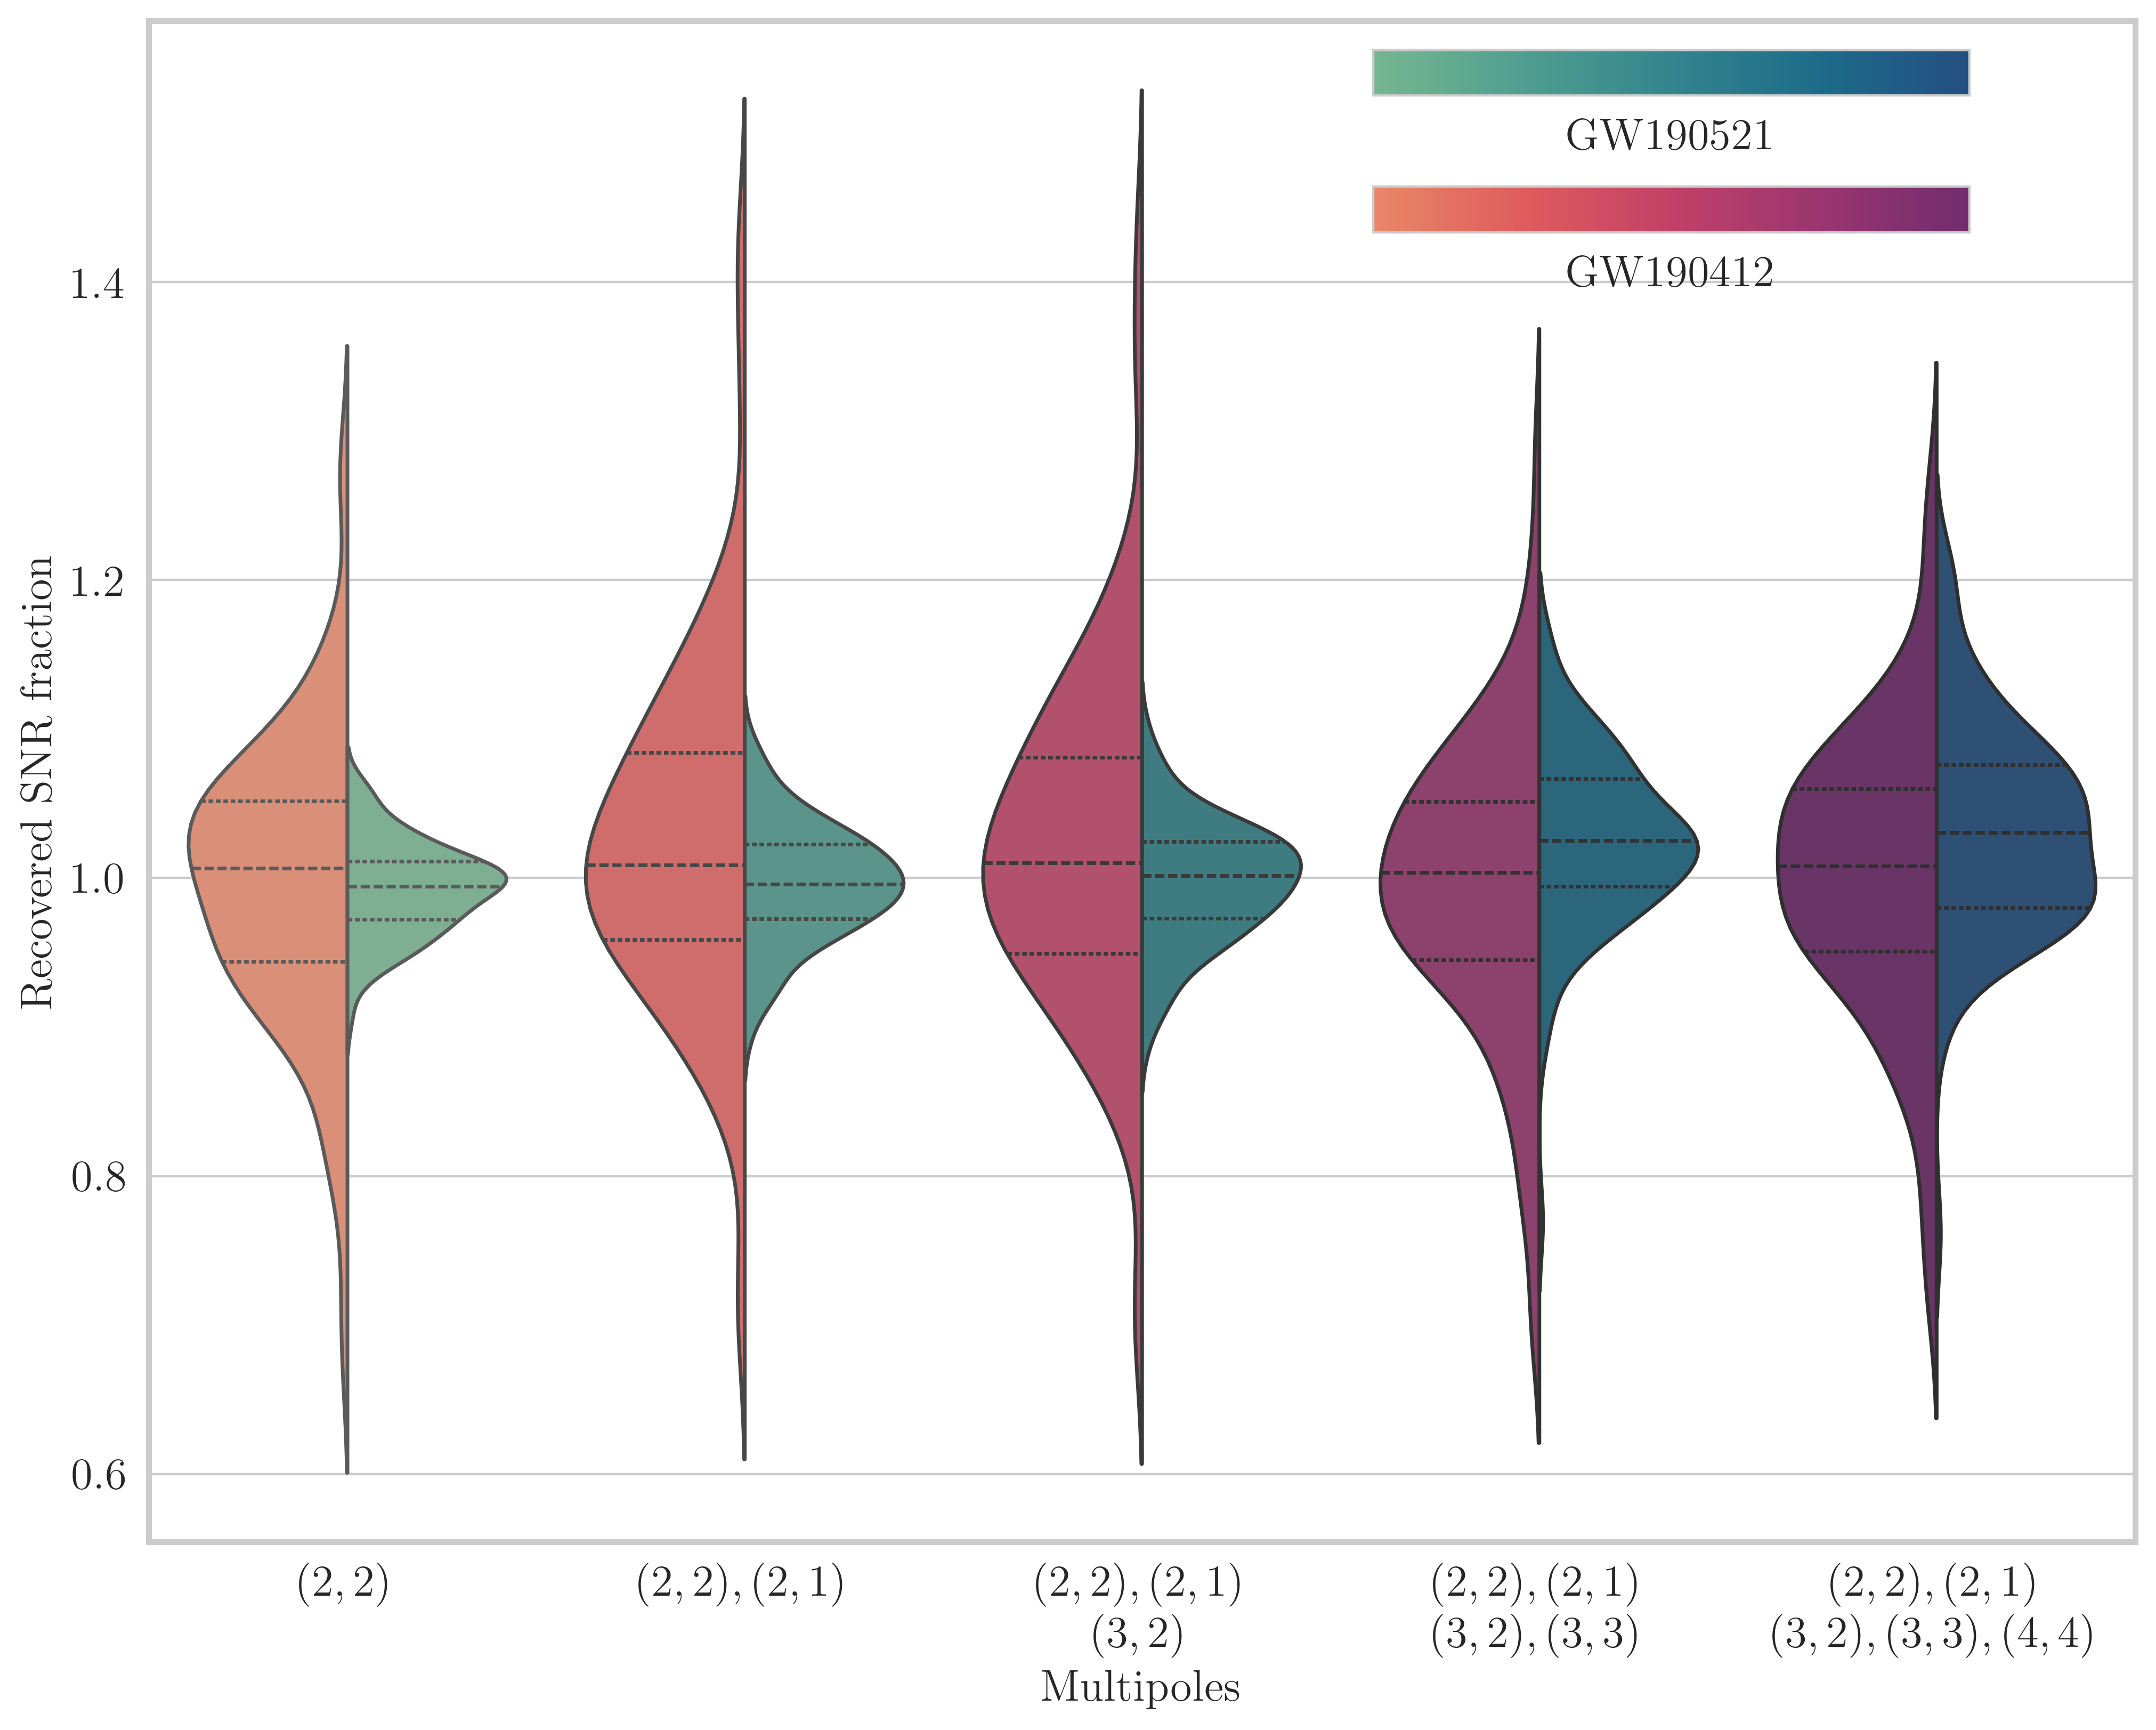 GW190521
GW190412
1.4
1.2
1.0
0.8
0.6
Recovered SNR fraction
(2, 2)
(2, 2), (2, 1)
(2, 2), (2, 1)
(3, 2)
(2, 2), (2, 1)
(3, 2), (3, 3)
(2, 2), (2, 1)
(3, 2), (3, 3), (4, 4)
Multipoles